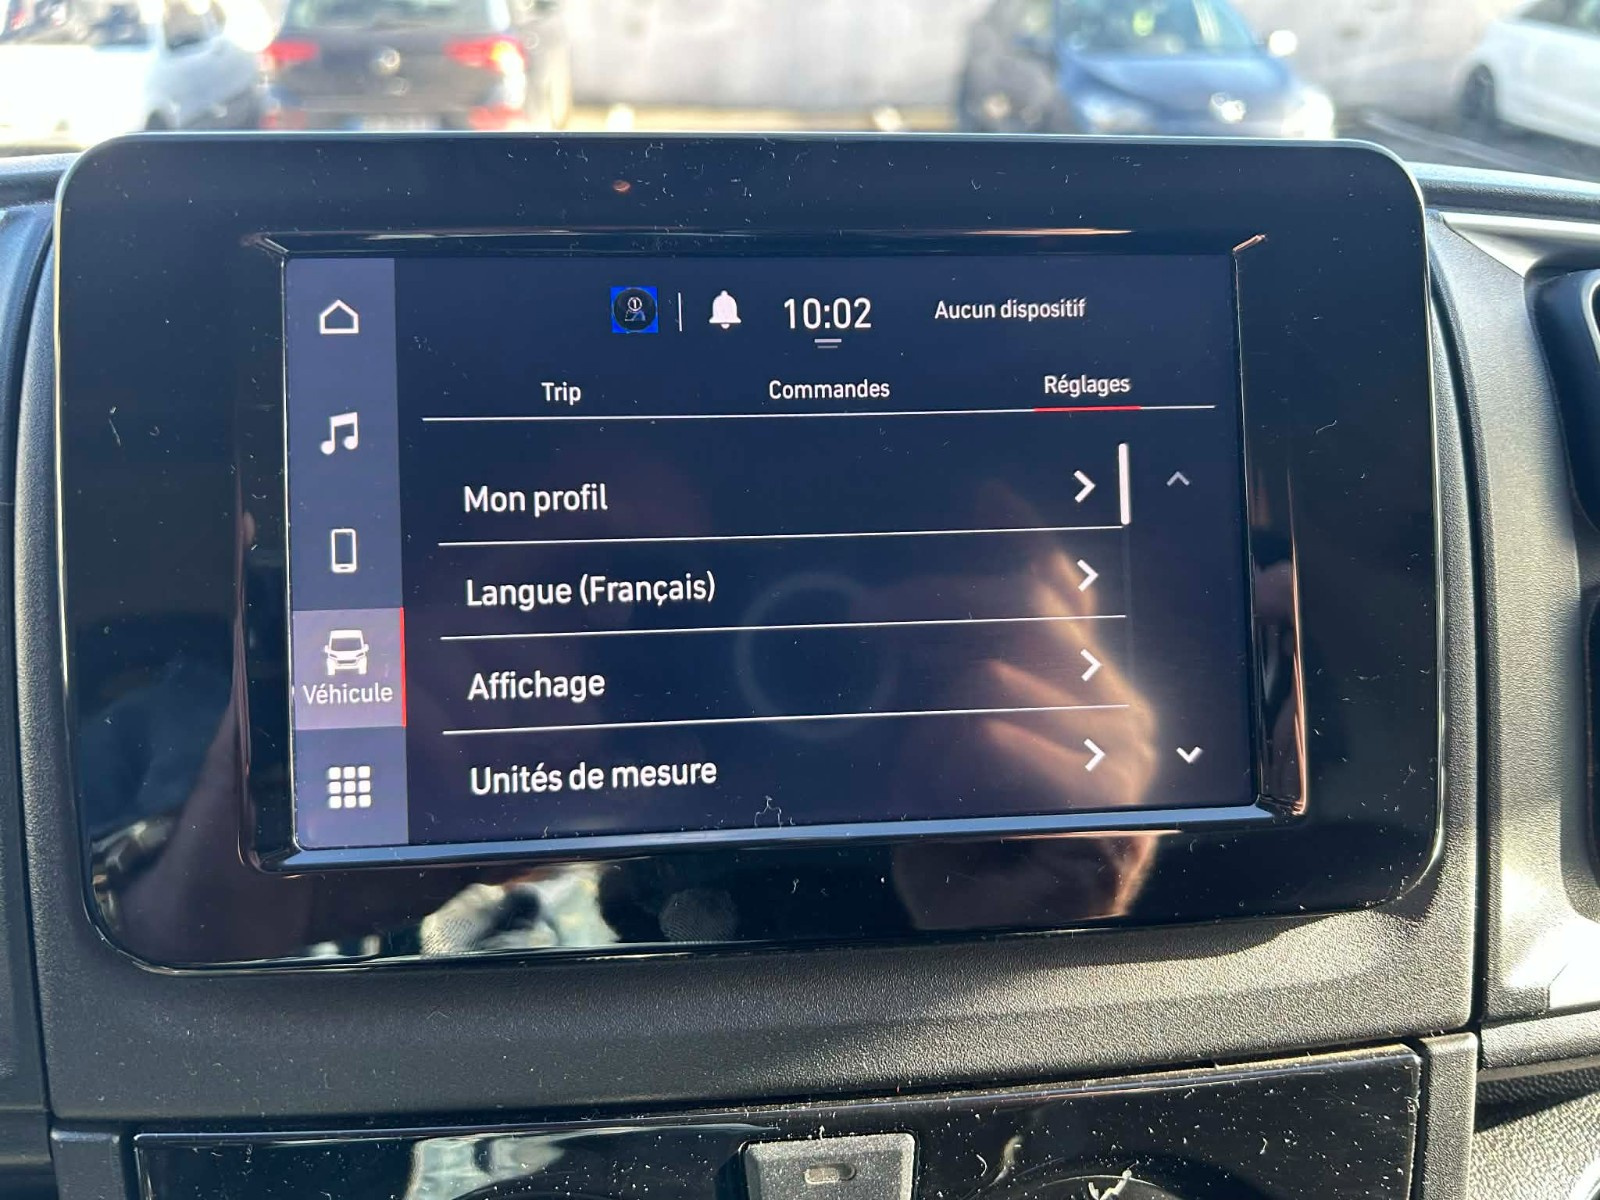 10:02
Aucun dispositif
Trip
Commandes
Réglages
Mon profil
Langue (Français)
Affichage
Véhicule
Unités de mesure